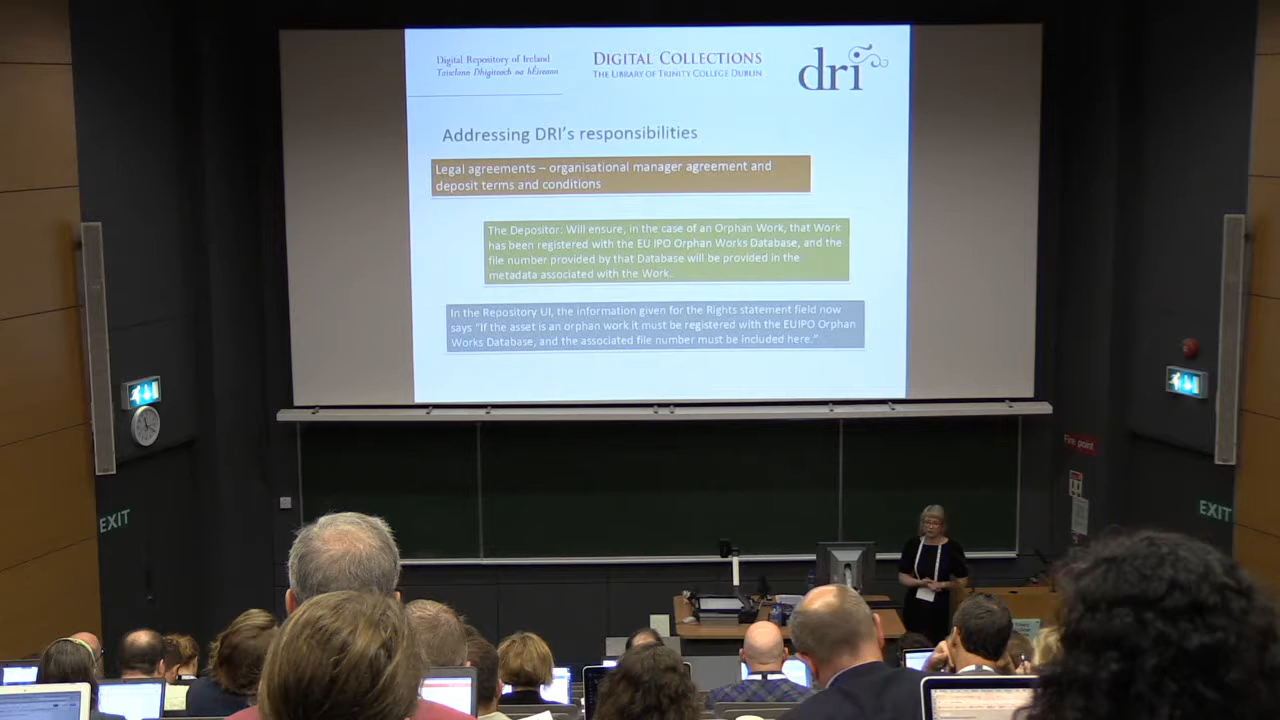 Digital Repository of Ireland
Taisclann Dhigiteach na hÉireann
DIGITAL COLLECTIONS
THE LIBRARY OF TRINITY COLLEGE DUBLIN
dri
Addressing DRI's responsibilities
Legal agreements – organisational manager agreement and
deposit terms and conditions
The Depositor: Will ensure, in the case of an Orphan Work, that Work
has been registered with the EU IPO Orphan Works Database, and the
file number provided by that Database will be provided in the
metadata associated with the Work.
In the Repository UI, the information given for the Rights statement field now
says "If the asset is an orphan work it must be registered with the EUIPO Orphan
Works Database, and the associated file number must be included here."
Fire point
EXIT
EXIT